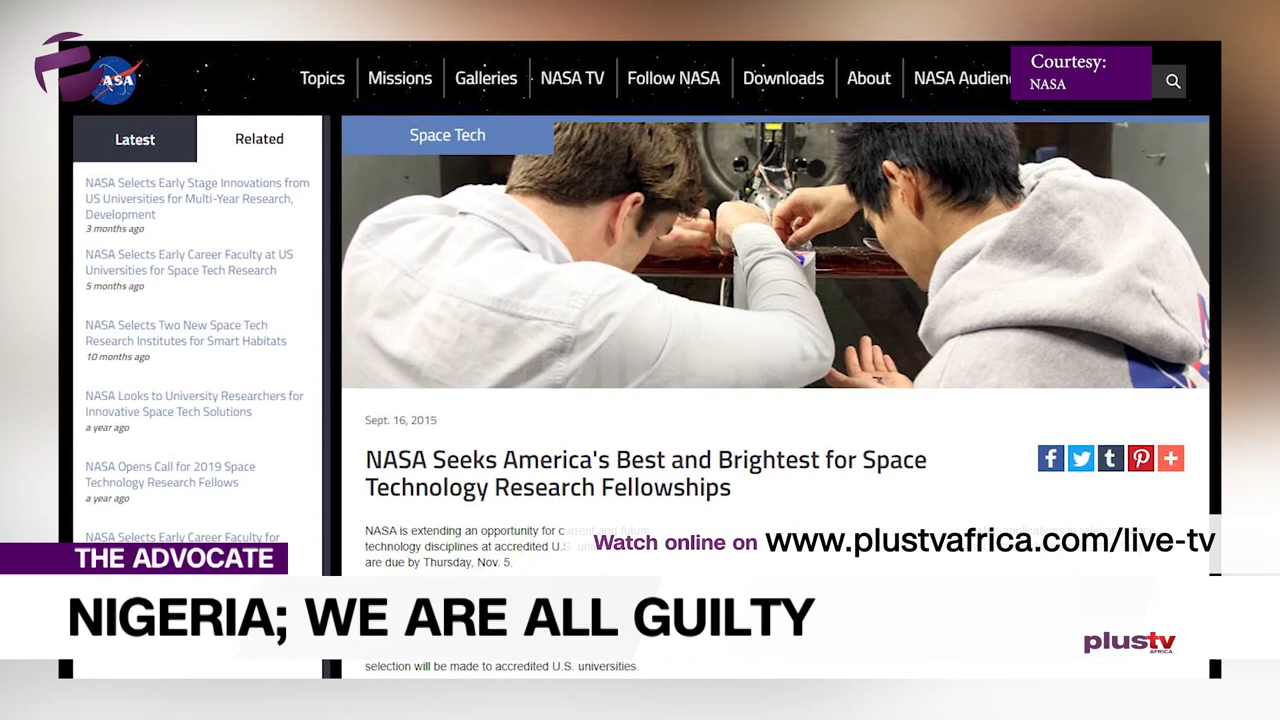 ASA
Topics
Missions
Galleries
NASA TV
Follow NASA
Downloads
About
NASA Audien
Courtesy:
NASA
Latest
Related
NASA Selects Early Stage Innovations from
US Universities for Multi-Year Research,
Development
3 months ago
NASA Selects Early Career Faculty at US
Universities for Space Tech Research
5 months ago
NASA Selects Two New Space Tech
Research Institutes for Smart Habitats
10 months ago
NASA Looks to University Researchers for
Innovative Space Tech Solutions
a year ago
NASA Opens Call for 2019 Space
Technology Research Fellows
a year ago
NASA Selects Early Career Faculty for
Space Tech
Sept. 16, 2015
NASA Seeks America's Best and Brightest for Space
Technology Research Fellowships
NASA is extending an opportunity for current and future
technology disciplines at accredited U.S.
are due by Thursday, Nov. 5.
Watch online on www.plustvafrica.com/live-tv
THE ADVOCATE
NIGERIA; WE ARE ALL GUILTY
plustv
AFRICA
selection will be made to accredited U.S. universities.